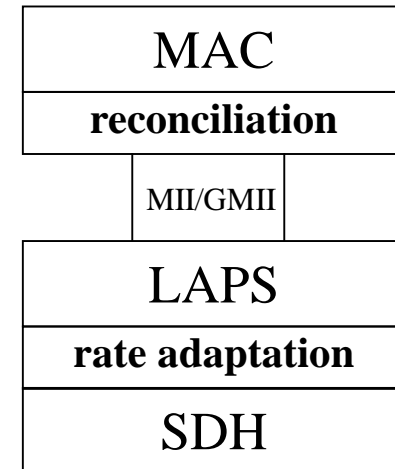 MAC
reconciliation
MII/GMII
LAPS
rate adaptation
SDH